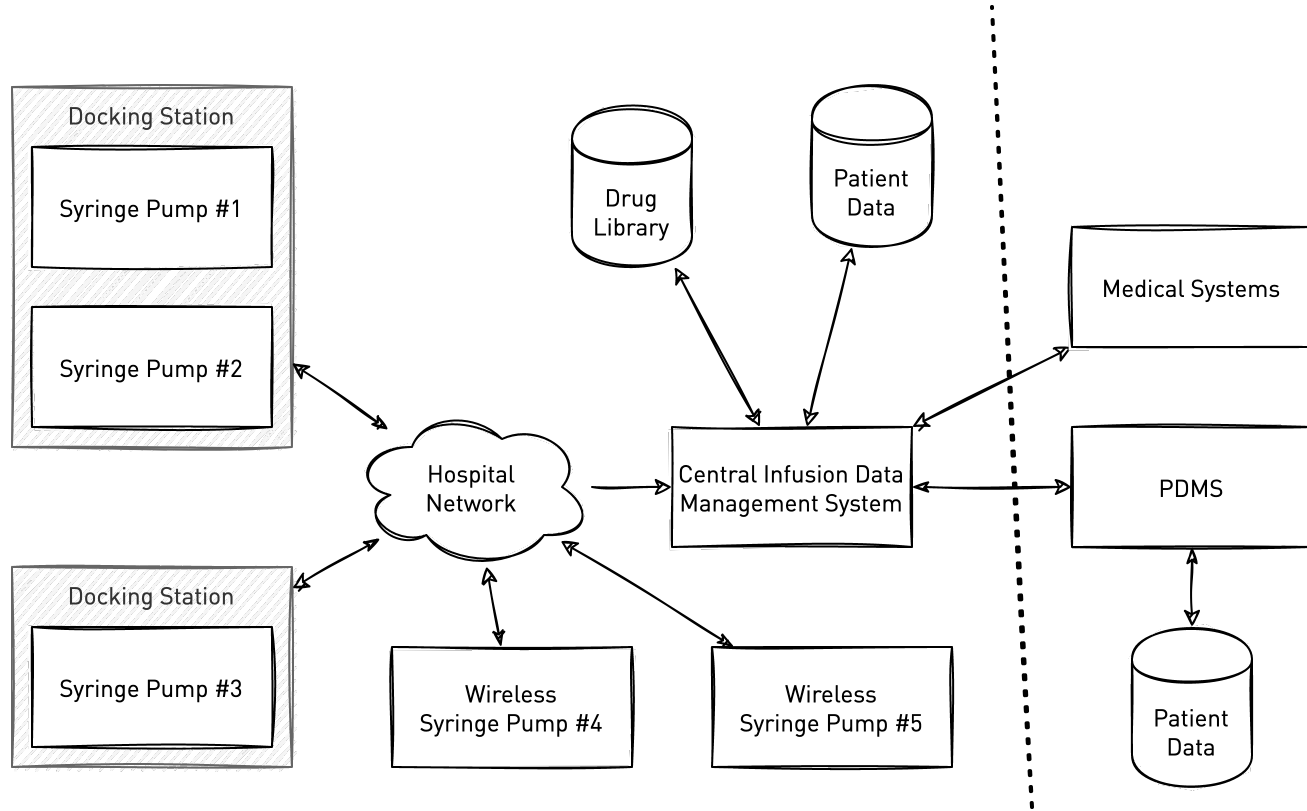 Docking Station
Syringe Pump #1
Syringe Pump #2
Drug
Library
Patient
Data
Medical Systems
Hospital
Network
Central Infusion Data
Management System
PDMS
Docking Station
Syringe Pump #3
Wireless
Syringe Pump #4
Wireless
Syringe Pump #5
Patient
Data